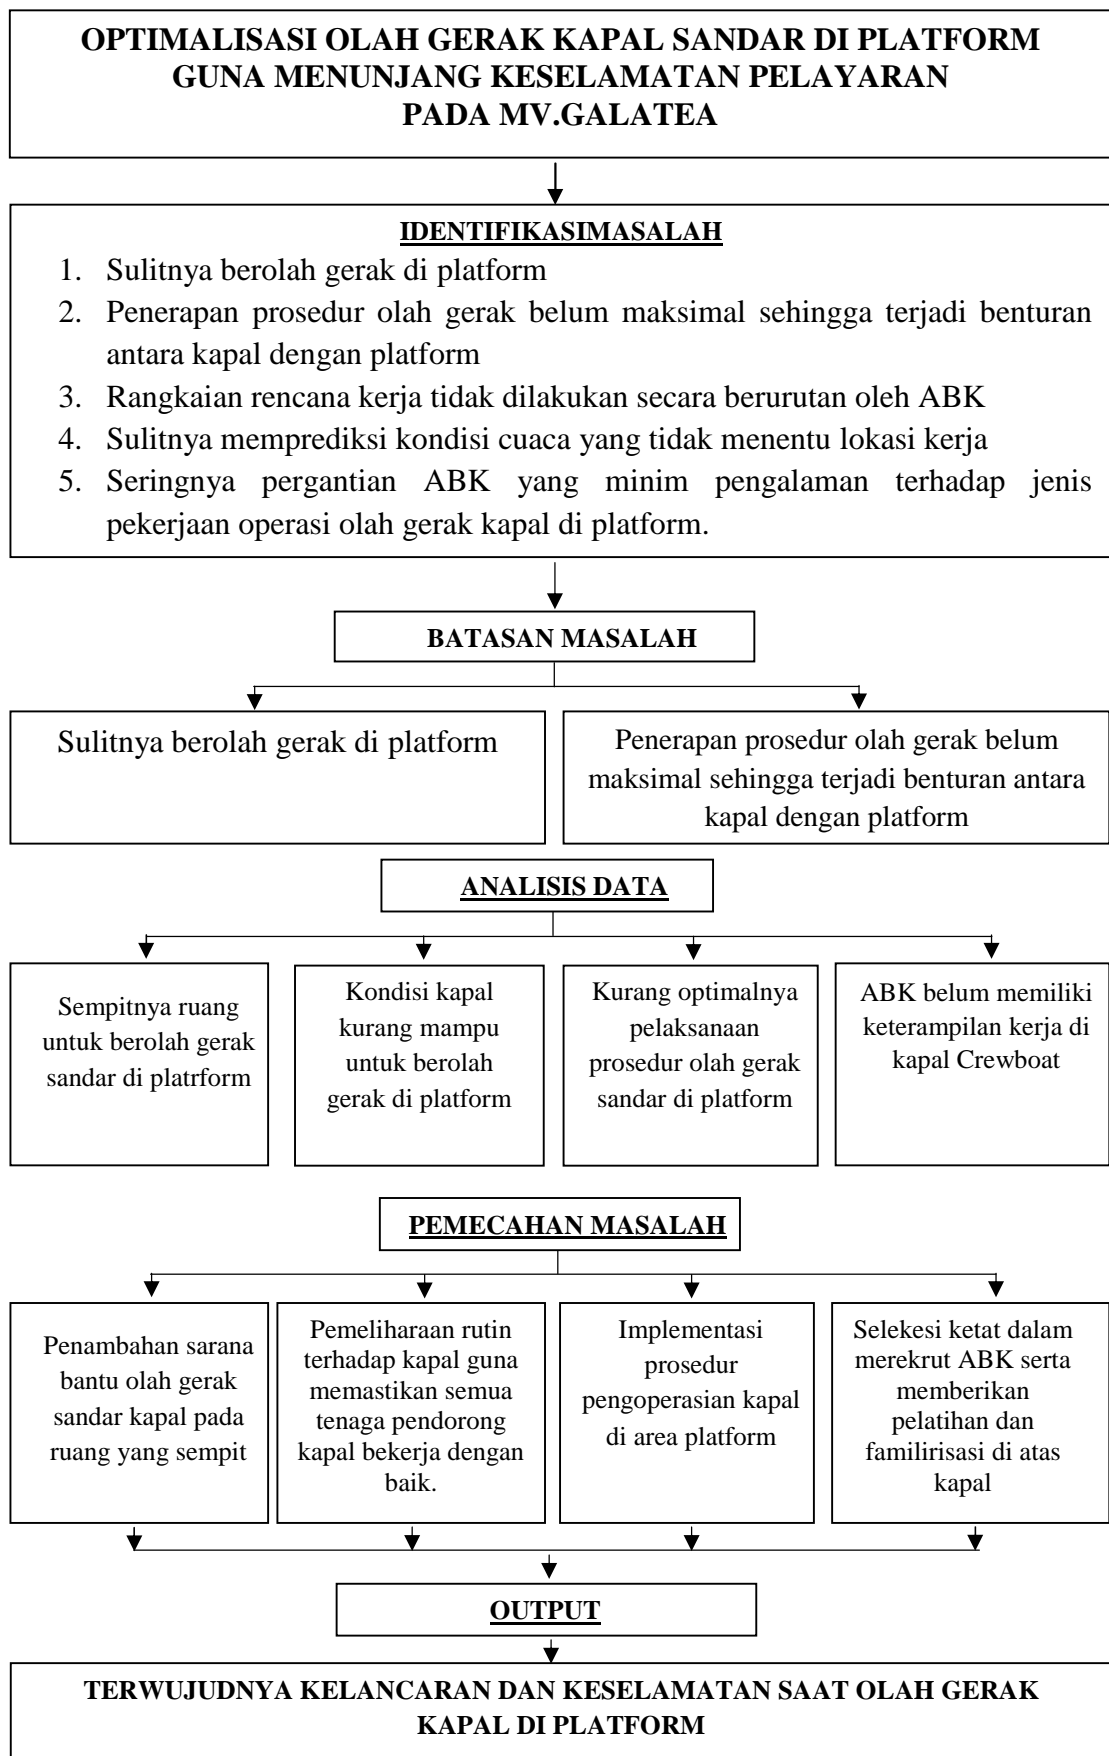 OPTIMALISASI OLAH GERAK KAPAL SANDAR DI PLATFORM
GUNA MENUNJANG KESELAMATAN PELAYARAN
PADA MV.GALATEA
IDENTIFIKASIMASALAH
1. Sulitnya berolah gerak di platform
2. Penerapan prosedur olah gerak belum maksimal sehingga terjadi benturan
antara kapal dengan platform
3. Rangkaian rencana kerja tidak dilakukan secara berurutan oleh ABK
4. Sulitnya memprediksi kondisi cuaca yang tidak menentu lokasi kerja
5. Seringnya pergantian ABK yang minim pengalaman terhadap jenis
pekerjaan operasi olah gerak kapal di platform.
BATASAN MASALAH
Sulitnya berolah gerak di platform
Penerapan prosedur olah gerak belum
maksimal sehingga terjadi benturan antara
kapal dengan platform
ANALISIS DATA
Sempitnya ruang
untuk berolah gerak
sandar di platrform
Kondisi kapal
kurang mampu
untuk berolah
gerak di platform
Kurang optimalnya
pelaksanaan
prosedur olah gerak
sandar di platform
ABK belum memiliki
keterampilan kerja di
kapal Crewboat
PEMECAHAN MASALAH
Penambahan sarana
bantu olah gerak
sandar kapal pada
ruang yang sempit
Pemeliharaan rutin
terhadap kapal guna
memastikan semua
tenaga pendorong
kapal bekerja dengan
baik.
Implementasi
prosedur
pengoperasian kapal
di area platform
Selekesi ketat dalam
merekrut ABK serta
memberikan
pelatihan dan
familirisasi di atas
kapal
OUTPUT
TERWUJUDNYA KELANCARAN DAN KESELAMATAN SAAT OLAH GERAK
KAPAL DI PLATFORM